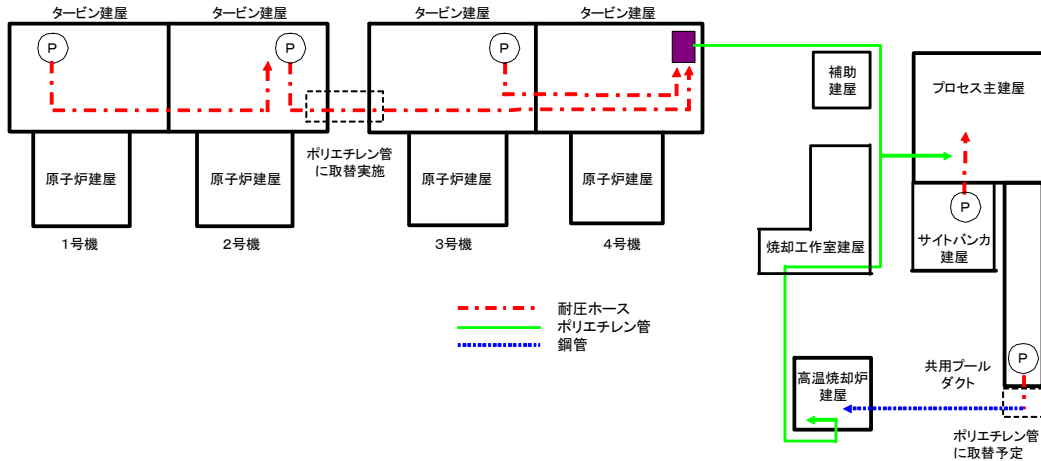 タービン建屋
タービン建屋
タービン建屋
タービン建屋
P
P
P
補助
建屋
プロセス主建屋
ポリエチレン管
に取替実施
原子炉建屋
原子炉建屋
原子炉建屋
原子炉建屋
P
1号機
2号機
3号機
4号機
焼却工作室建屋
サイトバンカ
建屋
耐圧ホース
ポリエチレン管
鋼管
P
共用プール
ダクト
高温焼却炉
建屋
ポリエチレン管
に取替予定